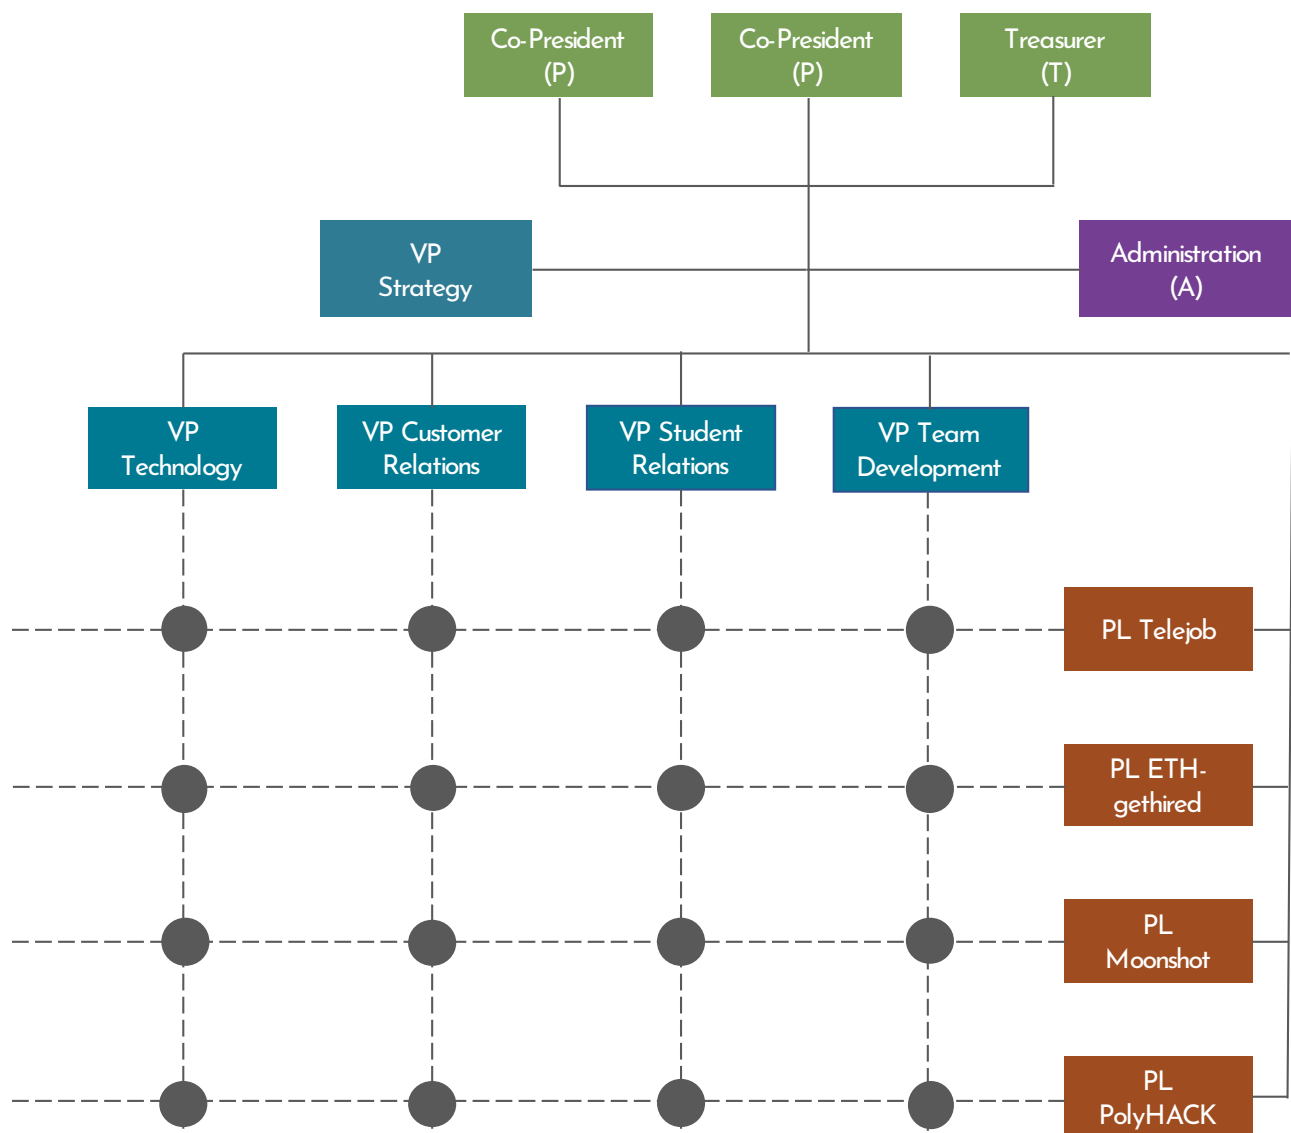 Co-President
(P)
Co-President
(P)
Treasurer
(T)
VP
Strategy
Administration
(A)
VP
Technology
VP Customer
Relations
VP Student
Relations
VP Team
Development
PL Telejob
PL ETH-
gethired
PL
Moonshot
PL
PolyHACK